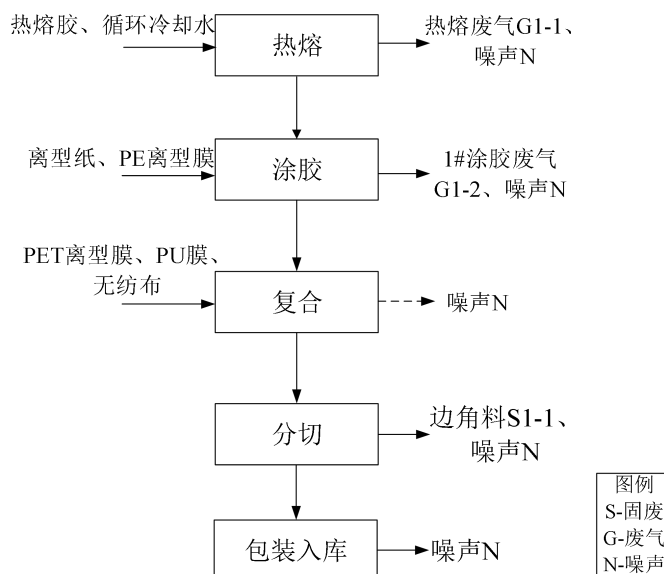 热熔胶、循环冷却水
热熔
热熔废气G1-1、
噪声N
离型纸、PE离型膜
涂胶
1#涂胶废气
G1-2、噪声N
PET离型膜、PU膜、
无纺布
复合
噪声N
分切
边角料S1-1、
噪声N
包装入库
噪声N
图例
S-固废
G-废气
N-噪声